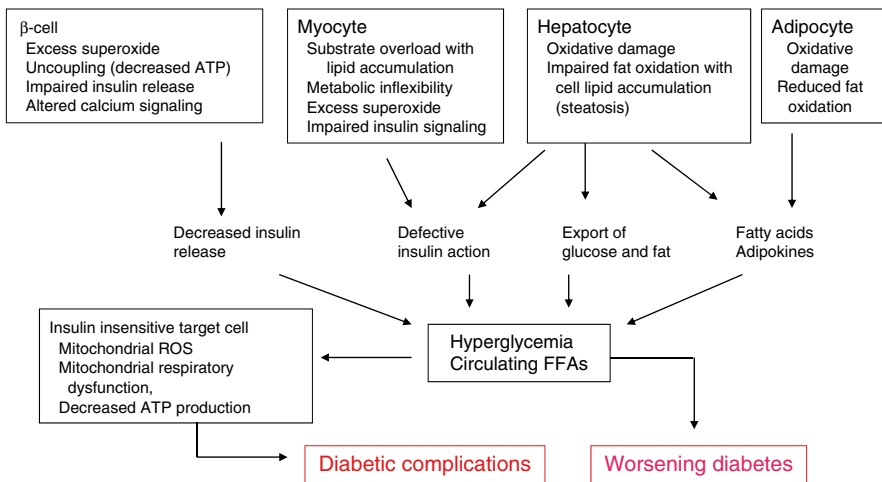 β-cell
Excess superoxide
Uncoupling (decreased ATP)
Impaired insulin release
Altered calcium signaling
Myocyte
Substrate overload with
lipid accumulation
Metabolic inflexibility
Excess superoxide
Impaired insulin signaling
Hepatocyte
Oxidative damage
Impaired fat oxidation with
cell lipid accumulation
(steatosis)
Adipocyte
Oxidative
damage
Reduced fat
oxidation
Decreased insulin
release
Defective
insulin action
Export of
glucose and fat
Fatty acids
Adipokines
Insulin insensitive target cell
Mitochondrial ROS
Mitochondrial respiratory
dysfunction,
Decreased ATP production
Hyperglycemia
Circulating FFAs
Diabetic complications
Worsening diabetes